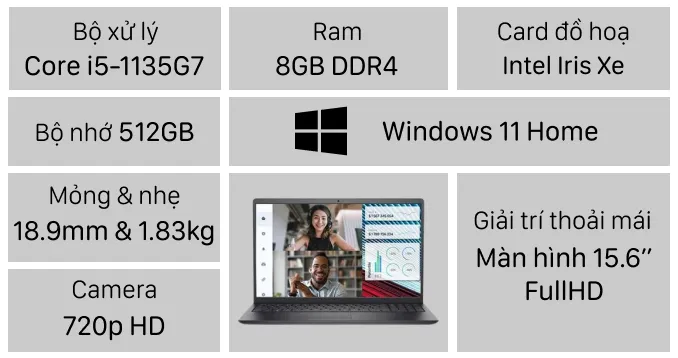 Bộ xử lý
Core i5-1135G7
Ram
8GB DDR4
Card đồ hoạ
Intel Iris Xe
Bộ nhớ 512GB
Windows 11 Home
Mỏng & nhẹ
18.9mm & 1.83kg
Giải trí thoải mái
Màn hình 15.6”
FullHD
Camera
720p HD